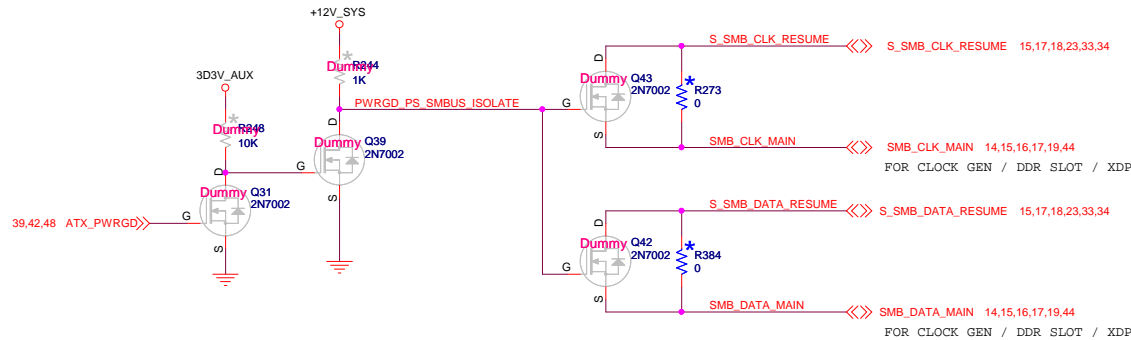 +12V_SYS
3D3V_AUX
*
R244
Dummy
1K
*
R248
Dummy
10K
39,42,48 ATX_PWRGD
G
D
S
Dummy
Q31
2N7002
G
D
S
Dummy
Q39
2N7002
PWRGD_PS_SMBUS_ISOLATE
S_SMB_CLK_RESUME
S_SMB_CLK_RESUME 15,17,18,23,33,34
D
G
S
Dummy
Q43
2N7002
*
R273
0
SMB_CLK_MAIN
SMB_CLK_MAIN 14,15,16,17,19,44
FOR CLOCK GEN / DDR SLOT / XDP
S_SMB_DATA_RESUME
S_SMB_DATA_RESUME 15,17,18,23,33,34
D
G
S
Dummy
Q42
2N7002
*
R384
0
SMB_DATA_MAIN
SMB_DATA_MAIN 14,15,16,17,19,44
FOR CLOCK GEN / DDR SLOT / XDP